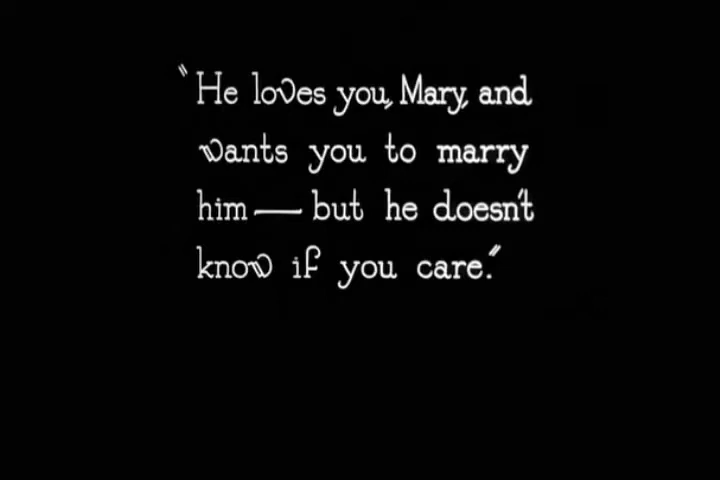 "He loves you, Mary, and
wants you to marry
him — but he doesn't
know if you care."